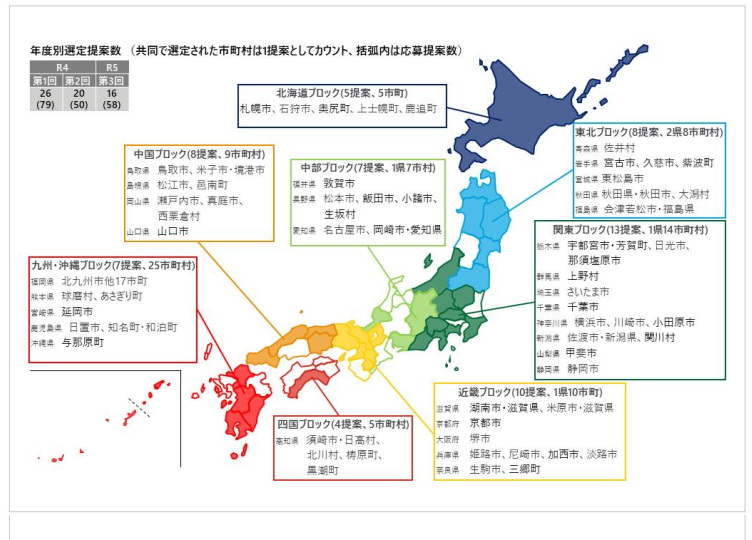 年度別選定提案数 (共同で選定された市町村は1提案としてカウント、括弧内は応募提案数)
R4 R5
第1回 第2回 第3回
26 20 16
(79) (50) (58)
北海道ブロック(5提案、5市町)
札幌市、石狩市、奥尻町、上士幌町、鹿追町
東北ブロック(8提案、2県8市町村)
青森県 佐井村
岩手県 宮古市、久慈市、紫波町
宮城県 東松島市
秋田県 秋田県・秋田市、大潟村
福島県 会津若松市・福島県
中国ブロック(8提案、9市町村)
鳥取県 鳥取市、米子市・境港市
島根県 松江市、邑南町
岡山県 瀬戸内市、真庭市、
西粟倉村
山口県 山口市
中部ブロック(7提案、1県7市村)
福井県 敦賀市
長野県 松本市、飯田市、小諸市、
生坂村
愛知県 名古屋市、岡崎市・愛知県
関東ブロック(13提案、1県14市町村)
栃木県 宇都宮市・芳賀町、日光市、
那須塩原市
群馬県 上野村
埼玉県 さいたま市
千葉県 千葉市
神奈川県 横浜市、川崎市、小田原市
新潟県 佐渡市・新潟県、関川村
山梨県 甲斐市
静岡県 静岡市
九州・沖縄ブロック(7提案、25市町村)
福岡県 北九州市他17市町
熊本県 球磨村、あさぎり町
宮崎県 延岡市
鹿児島県 日置市、知名町・和泊町
沖縄県 与那原町
四国ブロック(4提案、5市町村)
高知県 須崎市・日高村、
北川村、梼原町、
黒潮町
近畿ブロック(10提案、1県10市町)
滋賀県 湖南市・滋賀県、米原市・滋賀県
京都府 京都市
大阪府 堺市
兵庫県 姫路市、尼崎市、加西市、淡路市
奈良県 生駒市、三郷町